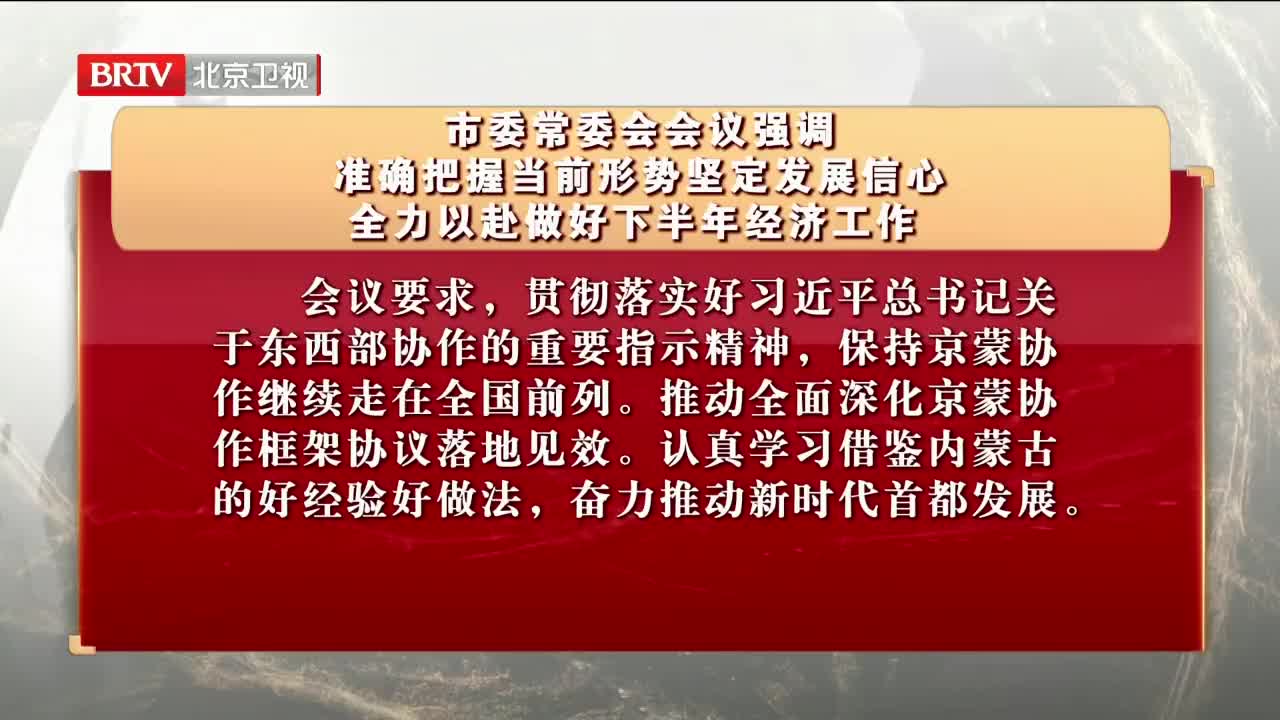 BRTV 北京卫视
市委常委会会议强调
准确把握当前形势坚定发展信心
全力以赴做好下半年经济工作
会议要求，贯彻落实好习近平总书记关
于东西部协作的重要指示精神，保持京蒙协
作继续走在全国前列。推动全面深化京蒙协
作框架协议落地见效。认真学习借鉴内蒙古
的好经验好做法，奋力推动新时代首都发展。